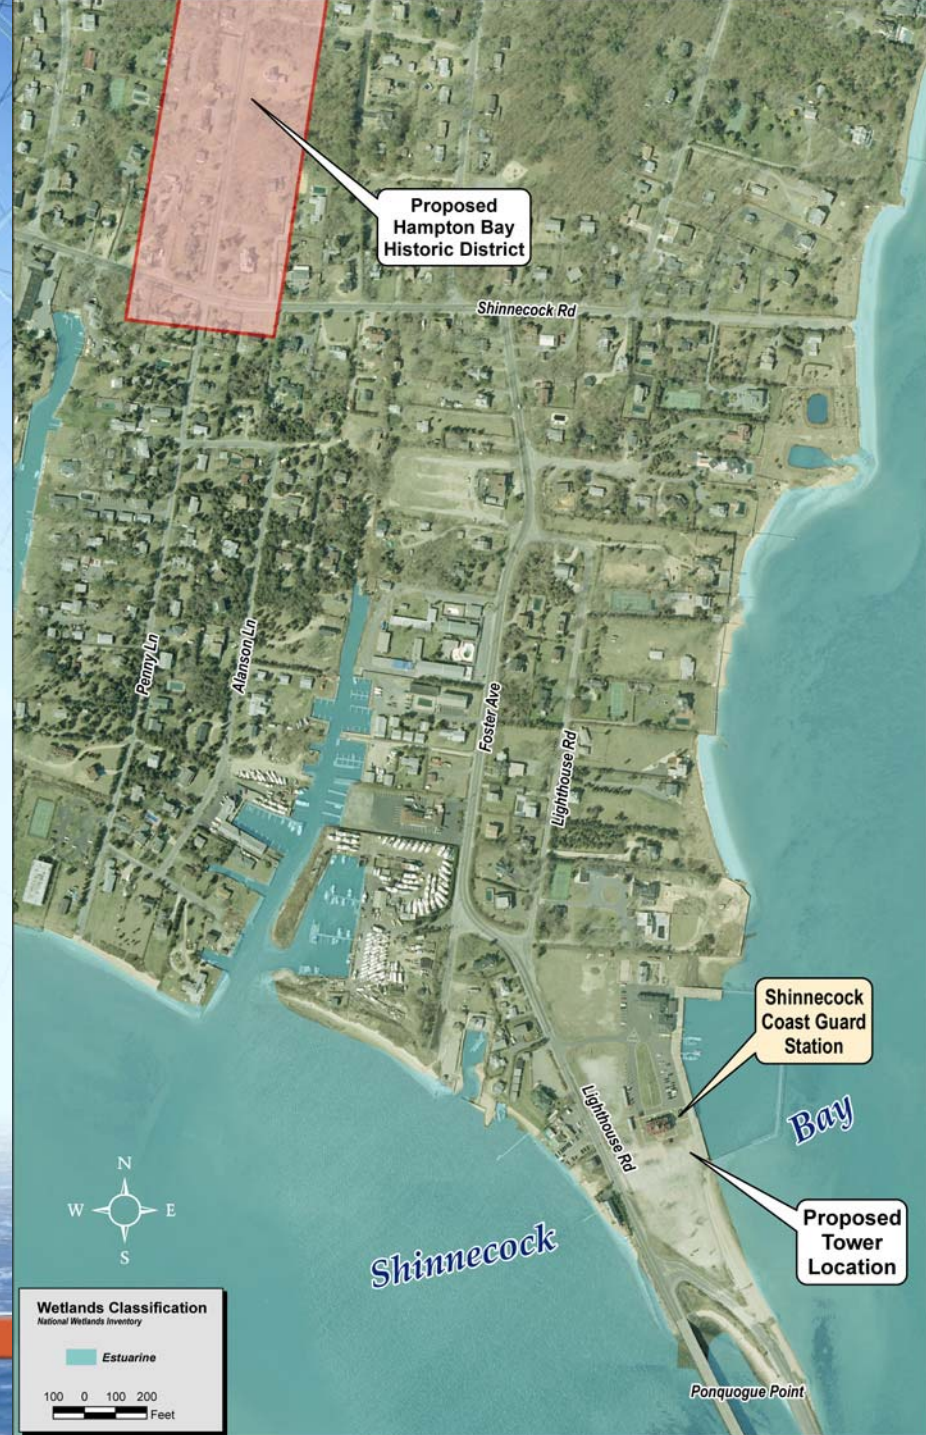 Proposed
Hampton Bay
Historic District
Shinnecock Rd
Penny Ln
Alanson Ln
Foster Ave
Lighthouse Rd
Shinnecock
Coast Guard
Station
Bay
Lighthouse Rd
Proposed
Tower
Location
N
W E
S
Shinnecock
Wetlands Classification
National Wetlands Inventory
Estuarine
100 0 100 200
Feet
Ponquogue Point